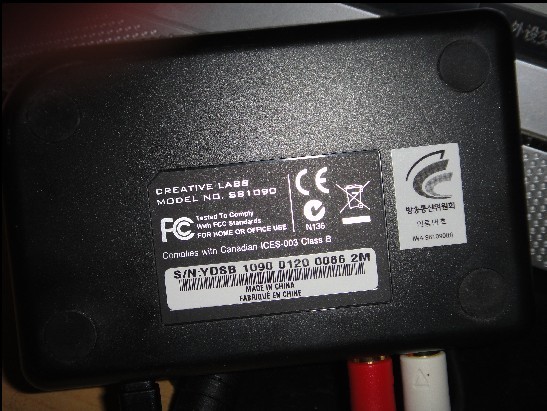 CREATIVE LABS
MODEL NO. SB1090
FC Tested To Comply
With FCC Standards
FOR HOME OR OFFICE USE
CE
N136
Complies with Canadian ICES-003 Class B
S/N:YDSB 1090 0120 0086 2M
MADE IN CHINA
FABRIQUÉ EN CHINE
방송통신위원회